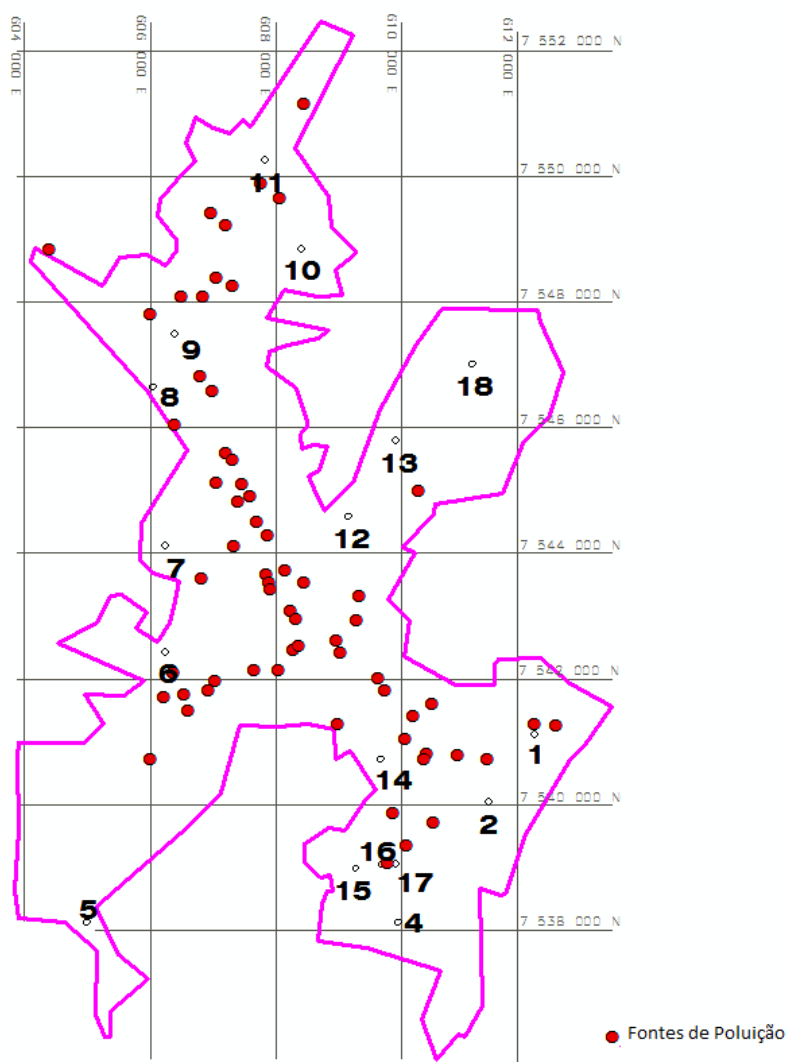 604 000 E
606 000 E
608 000 E
610 000 E
612 000 E
7 552 000 N
7 550 000 N
11
10
7 548 000 N
9
18
8
7 546 000 N
13
12
7 544 000 N
7
6
7 542 000 N
1
14
7 540 000 N
2
16
15
17
5
4
7 538 000 N
Fontes de Poluição